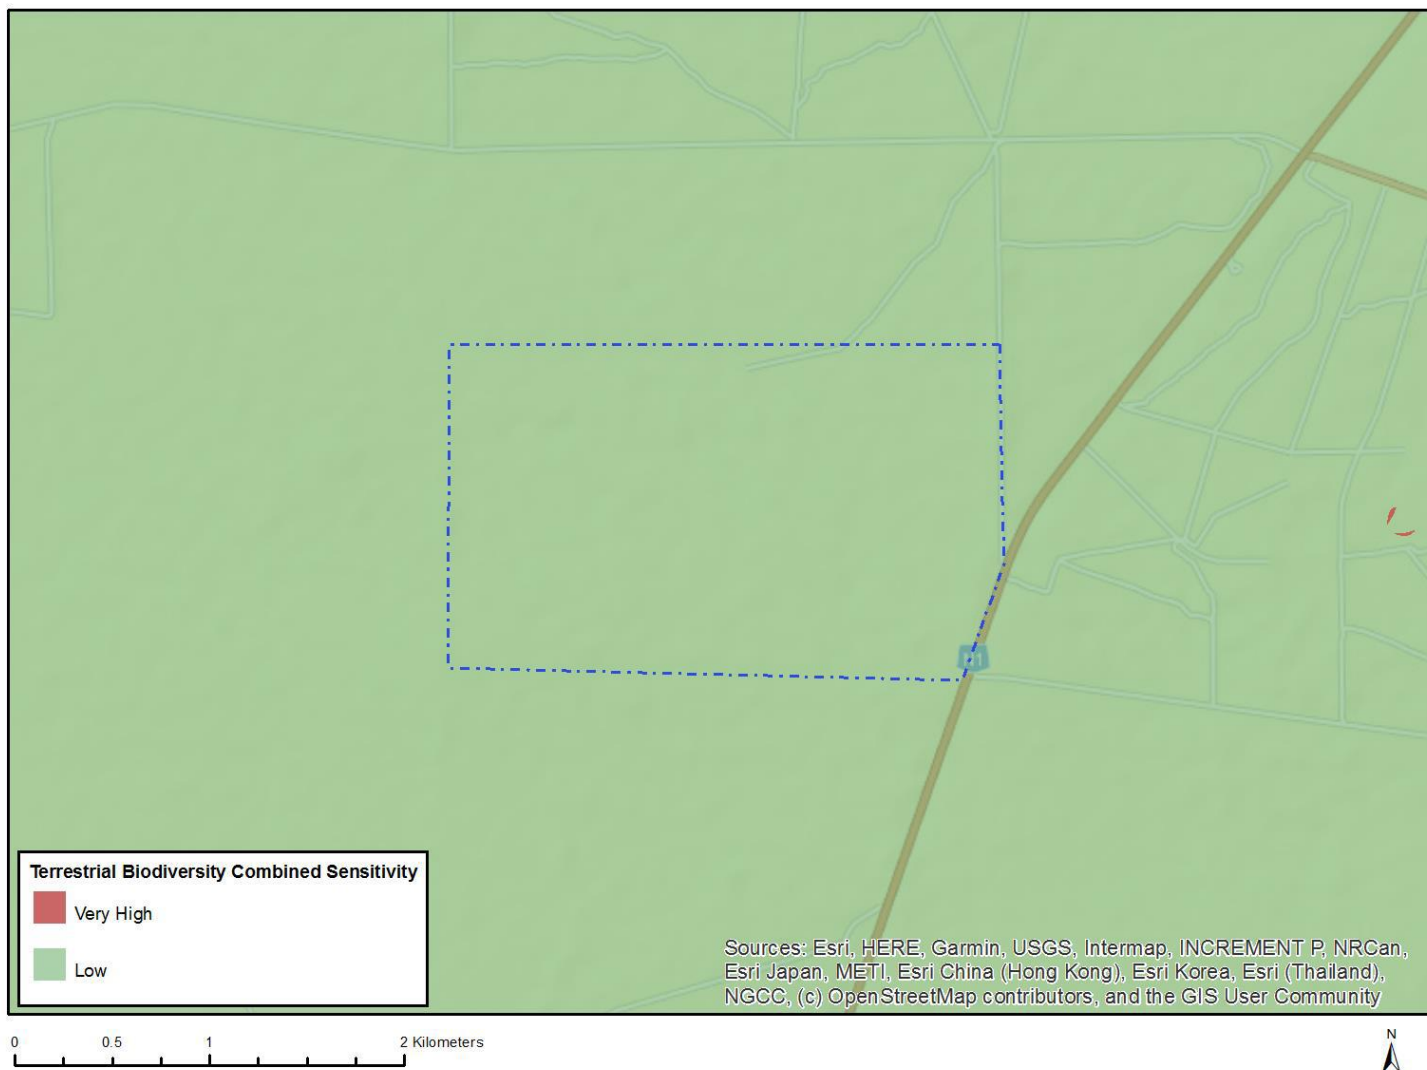 Terrestrial Biodiversity Combined Sensitivity
Very High
Low
Sources: Esri, HERE, Garmin, USGS, Intermap, INCREMENT P, NRCan,
Esri Japan, METI, Esri China (Hong Kong), Esri Korea, Esri (Thailand),
NGCC, (c) OpenStreetMap contributors, and the GIS User Community
0 0.5 1 2 Kilometers
N